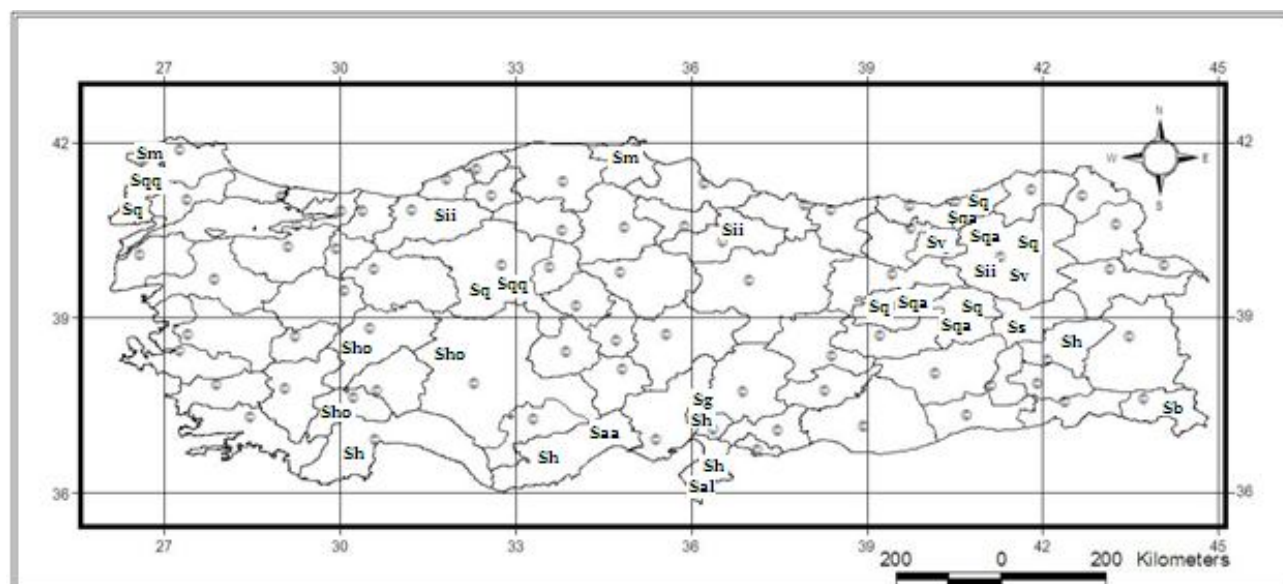 27 30 33 36 39 42 45
N
42 Sm Sm 42
W E
Sqq
S
Sq Sq
Sqa
Sii Sii Sqa
Sv Sq
Sii Sv
Sq Sqq Sq Sqa Sq
39 39
Sqa Ss
Sho Sho Sh
Sho Sg Sb
Sh
Saa
Sh Sh Sh
Sal
36 36
27 30 33 36 39 42 45
200 0 200 Kilometers